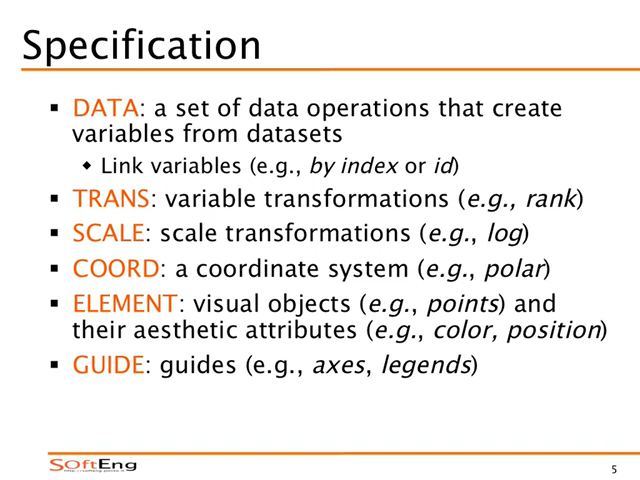 Specification
▪ DATA: a set of data operations that create
variables from datasets
◆ Link variables (e.g., by index or id)
▪ TRANS: variable transformations (e.g., rank)
▪ SCALE: scale transformations (e.g., log)
▪ COORD: a coordinate system (e.g., polar)
▪ ELEMENT: visual objects (e.g., points) and
their aesthetic attributes (e.g., color, position)
▪ GUIDE: guides (e.g., axes, legends)
SOftEng
5